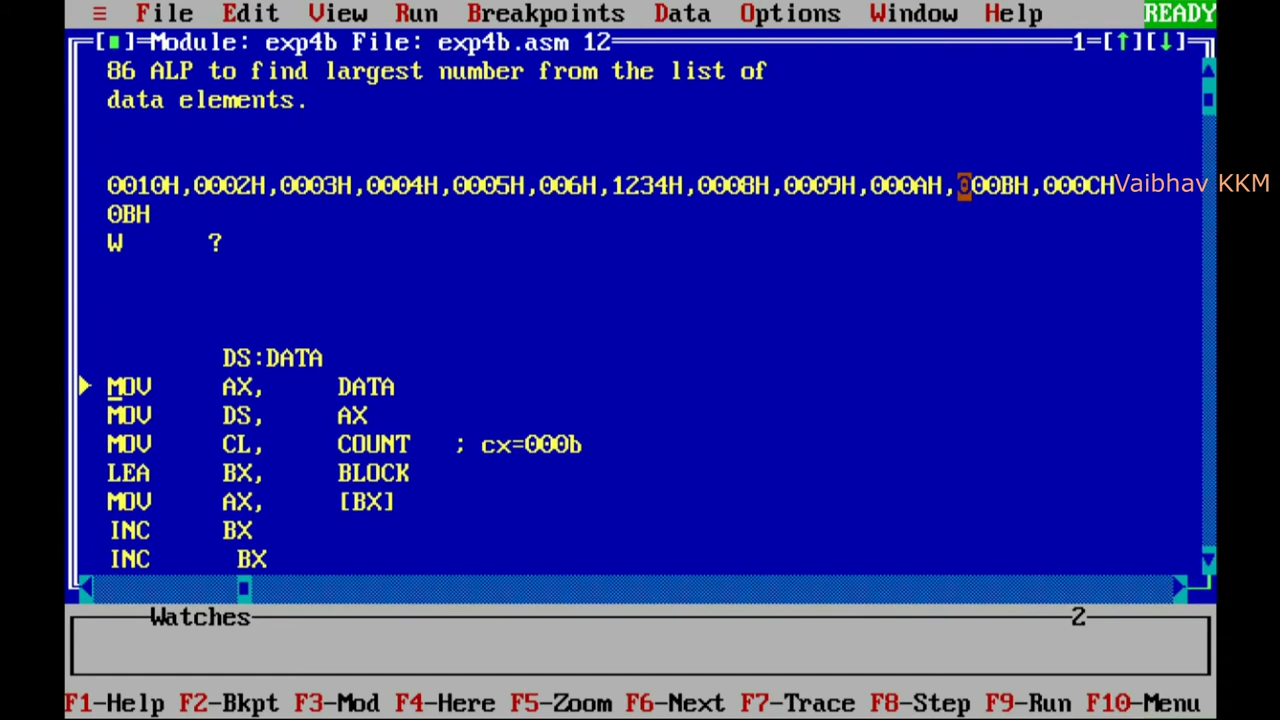 ≡ File Edit View Run Breakpoints Data Options Window Help READY
[■]=Module: exp4b File: exp4b.asm 12 1=[↑][↓]
86 ALP to find largest number from the list of
data elements.
0010H,0002H,0003H,0004H,0005H,006H,1234H,0008H,0009H,000AH,000BH,000CH
Vaibhav KKM
0BH
W ?
DS:DATA
MOV AX, DATA
MOV DS, AX
MOV CL, COUNT ; cx=000b
LEA BX, BLOCK
MOV AX, [BX]
INC BX
INC BX
Watches 2
F1-Help F2-Bkpt F3-Mod F4-Here F5-Zoom F6-Next F7-Trace F8-Step F9-Run F10-Menu